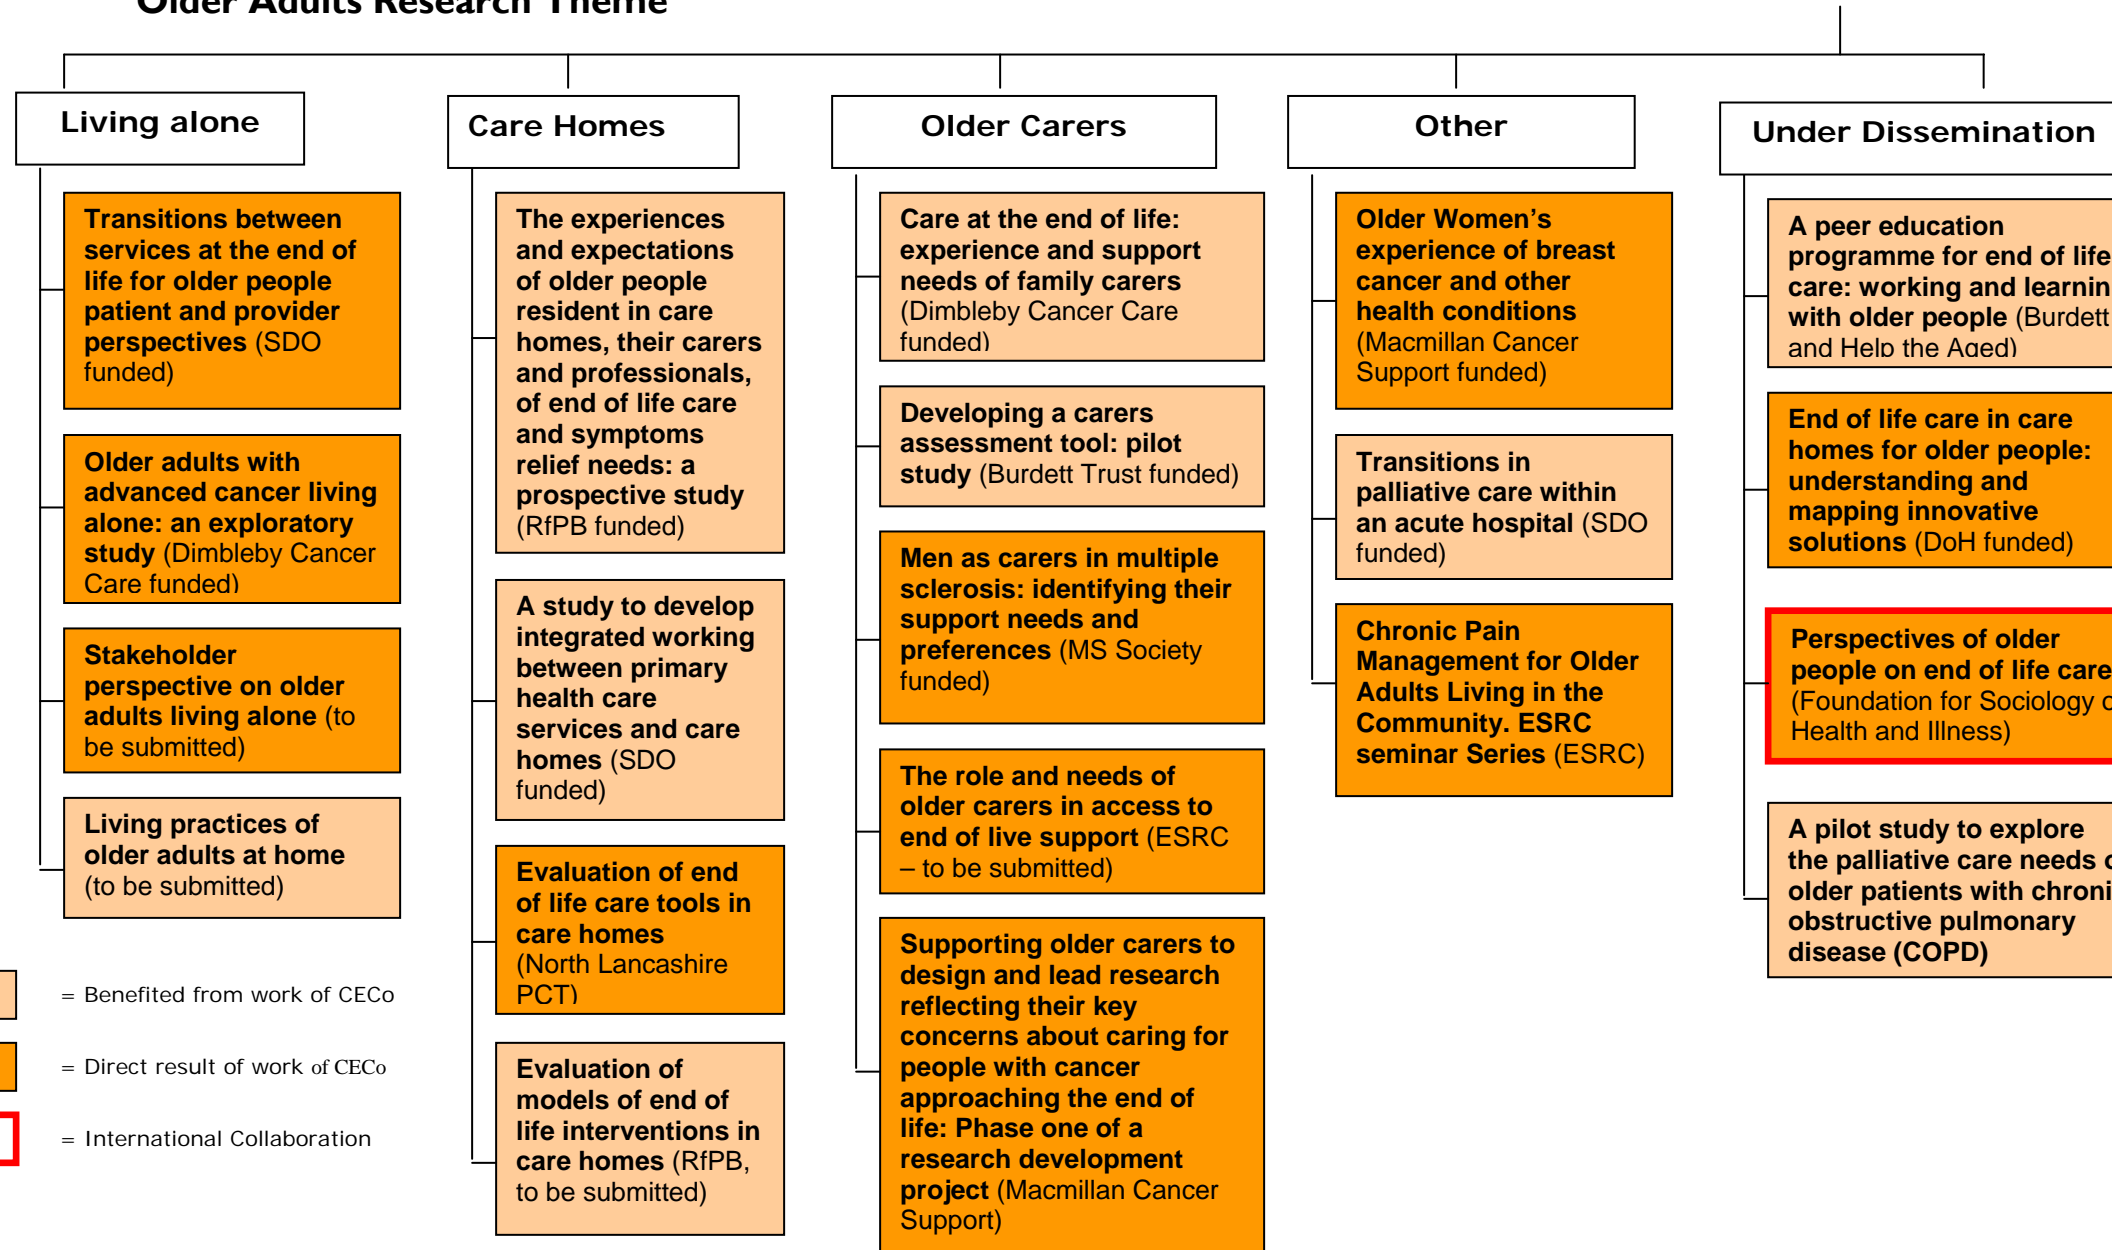 Older Adults Research Theme
Living alone
Transitions between
services at the end of
life for older people
patient and provider
perspectives (SDO
funded)
Older adults with
advanced cancer living
alone: an exploratory
study (Dimbleby Cancer
Care funded)
Stakeholder
perspective on older
adults living alone (to
be submitted)
Living practices of
older adults at home
(to be submitted)
= Benefited from work of CECo
= Direct result of work of CECo
= International Collaboration
Care Homes
The experiences
and expectations
of older people
resident in care
homes, their carers
and professionals,
of end of life care
and symptoms
relief needs: a
prospective study
(RfPB funded)
A study to develop
integrated working
between primary
health care
services and care
homes (SDO
funded)
Evaluation of end
of life care tools in
care homes
(North Lancashire
PCT)
Evaluation of
models of end of
life interventions in
care homes (RfPB,
to be submitted)
Older Carers
Care at the end of life:
experience and support
needs of family carers
(Dimbleby Cancer Care
funded)
Developing a carers
assessment tool: pilot
study (Burdett Trust funded)
Men as carers in multiple
sclerosis: identifying their
support needs and
preferences (MS Society
funded)
The role and needs of
older carers in access to
end of live support (ESRC
– to be submitted)
Supporting older carers to
design and lead research
reflecting their key
concerns about caring for
people with cancer
approaching the end of
life: Phase one of a
research development
project (Macmillan Cancer
Support)
Other
Older Women’s
experience of breast
cancer and other
health conditions
(Macmillan Cancer
Support funded)
Transitions in
palliative care within
an acute hospital (SDO
funded)
Chronic Pain
Management for Older
Adults Living in the
Community. ESRC
seminar Series (ESRC)
Under Dissemination
A peer education
programme for end of life
care: working and learnin
with older people (Burdett
and Help the Aged)
End of life care in care
homes for older people:
understanding and
mapping innovative
solutions (DoH funded)
Perspectives of older
people on end of life care
(Foundation for Sociology
Health and Illness)
A pilot study to explore
the palliative care needs
older patients with chroni
obstructive pulmonary
disease (COPD)